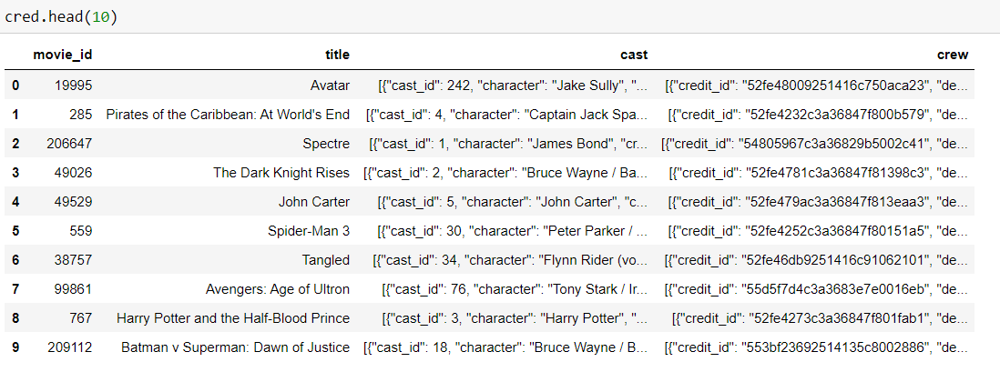 cred.head(10)
movie_id title cast crew
0 19995 Avatar [{"cast_id": 242, "character": "Jake Sully", "... [{"credit_id": "52fe48009251416c750aca23", "de...
1 285 Pirates of the Caribbean: At World's End [{"cast_id": 4, "character": "Captain Jack Spa... [{"credit_id": "52fe4232c3a36847f800b579", "de...
2 206647 Spectre [{"cast_id": 1, "character": "James Bond", "cr... [{"credit_id": "54805967c3a36829b5002c41", "de...
3 49026 The Dark Knight Rises [{"cast_id": 2, "character": "Bruce Wayne / Ba... [{"credit_id": "52fe4781c3a36847f81398c3", "de...
4 49529 John Carter [{"cast_id": 5, "character": "John Carter", "c... [{"credit_id": "52fe479ac3a36847f813eaa3", "de...
5 559 Spider-Man 3 [{"cast_id": 30, "character": "Peter Parker / ... [{"credit_id": "52fe4252c3a36847f80151a5", "de...
6 38757 Tangled [{"cast_id": 34, "character": "Flynn Rider (vo... [{"credit_id": "52fe46db9251416c91062101", "de...
7 99861 Avengers: Age of Ultron [{"cast_id": 76, "character": "Tony Stark / Ir... [{"credit_id": "55d5f7d4c3a3683e7e0016eb", "de...
8 767 Harry Potter and the Half-Blood Prince [{"cast_id": 3, "character": "Harry Potter", "... [{"credit_id": "52fe4273c3a36847f801fab1", "de...
9 209112 Batman v Superman: Dawn of Justice [{"cast_id": 18, "character": "Bruce Wayne / B... [{"credit_id": "553bf23692514135c8002886", "de...